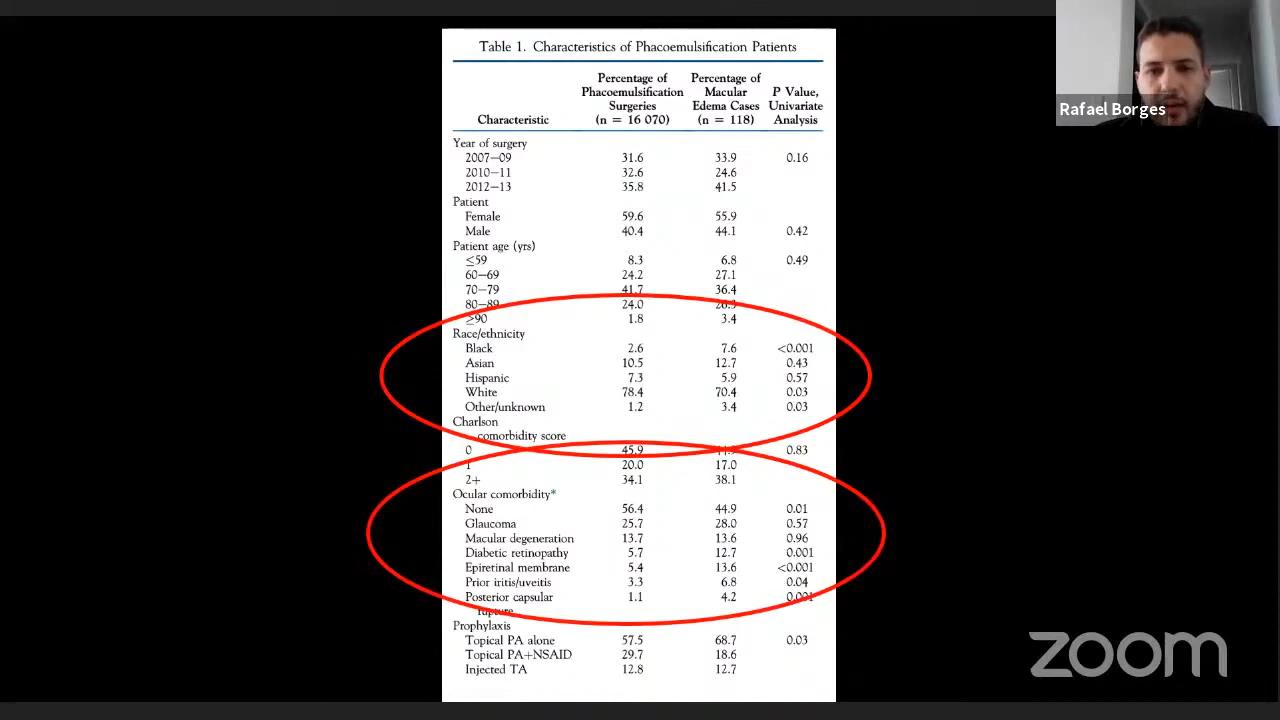 Table 1. Characteristics of Phacoemulsification Patients
Characteristic Percentage of Phacoemulsification Surgeries (n = 16 070) Percentage of Macular Edema Cases (n = 118) P Value, Univariate Analysis
Year of surgery
2007–09 31.6 33.9 0.16
2010–11 32.6 24.6
2012–13 35.8 41.5
Patient
Female 59.6 55.9
Male 40.4 44.1 0.42
Patient age (yrs)
≤59 8.3 6.8 0.49
60–69 24.2 27.1
70–79 41.7 36.4
80–89 24.0
≥90 1.8 3.4
Race/ethnicity
Black 2.6 7.6 <0.001
Asian 10.5 12.7 0.43
Hispanic 7.3 5.9 0.57
White 78.4 70.4 0.03
Other/unknown 1.2 3.4 0.03
Charlson
comorbidity score
0 45.9 0.83
1 20.0 17.0
2+ 34.1 38.1
Ocular comorbidity*
None 56.4 44.9 0.01
Glaucoma 25.7 28.0 0.57
Macular degeneration 13.7 13.6 0.96
Diabetic retinopathy 5.7 12.7 0.001
Epiretinal membrane 5.4 13.6 <0.001
Prior iritis/uveitis 3.3 6.8 0.04
Posterior capsular 1.1 4.2 0.001
rupture
Prophylaxis
Topical PA alone 57.5 68.7 0.03
Topical PA+NSAID 29.7 18.6
Injected TA 12.8 12.7
Rafael Borges
zoom